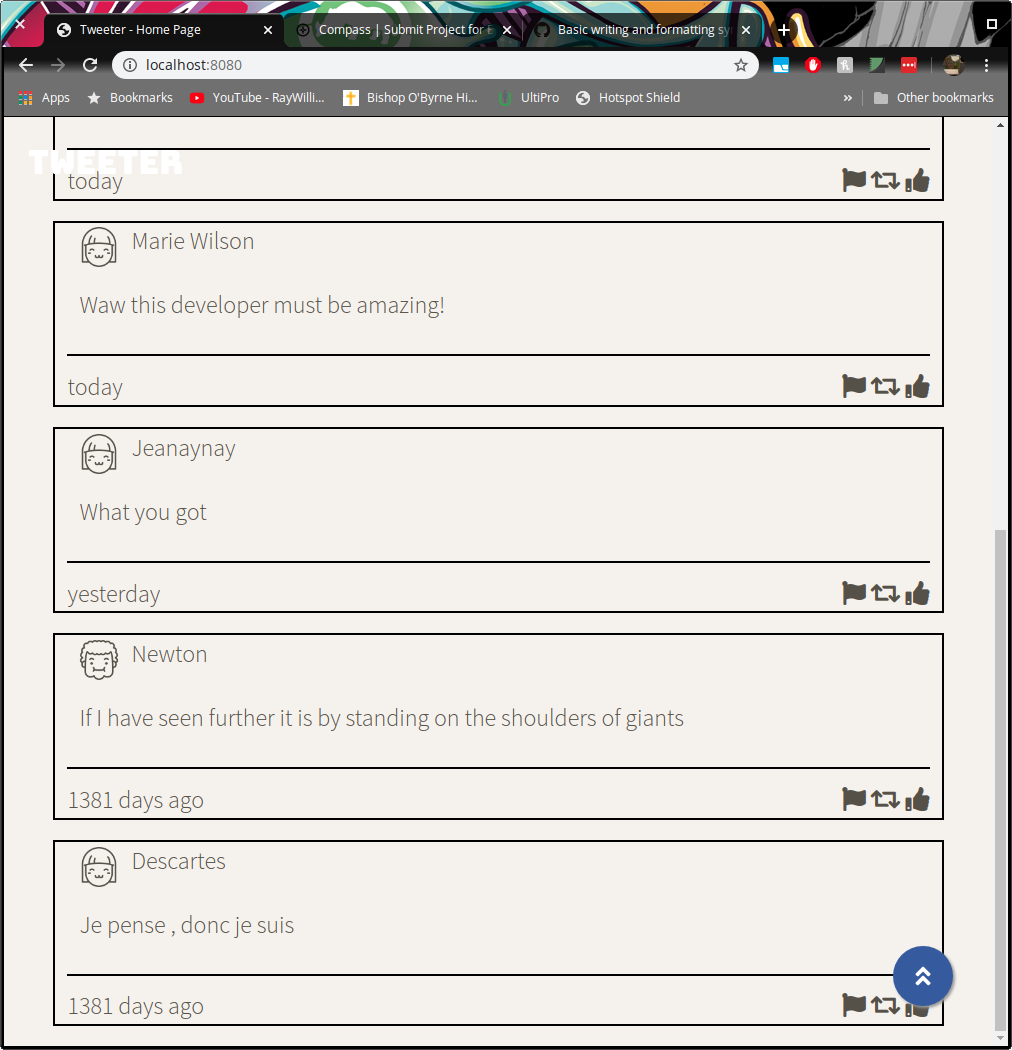 Tweeter - Home Page
Compass | Submit Project for
Basic writing and formatting
localhost:8080
Apps
Bookmarks
YouTube - RayWilli...
Bishop O'Byrne Hi...
UltiPro
Hotspot Shield
»
Other bookmarks
TWEETER
today
Marie Wilson
Waw this developer must be amazing!
today
Jeanaynay
What you got
yesterday
Newton
If I have seen further it is by standing on the shoulders of giants
1381 days ago
Descartes
Je pense , donc je suis
1381 days ago